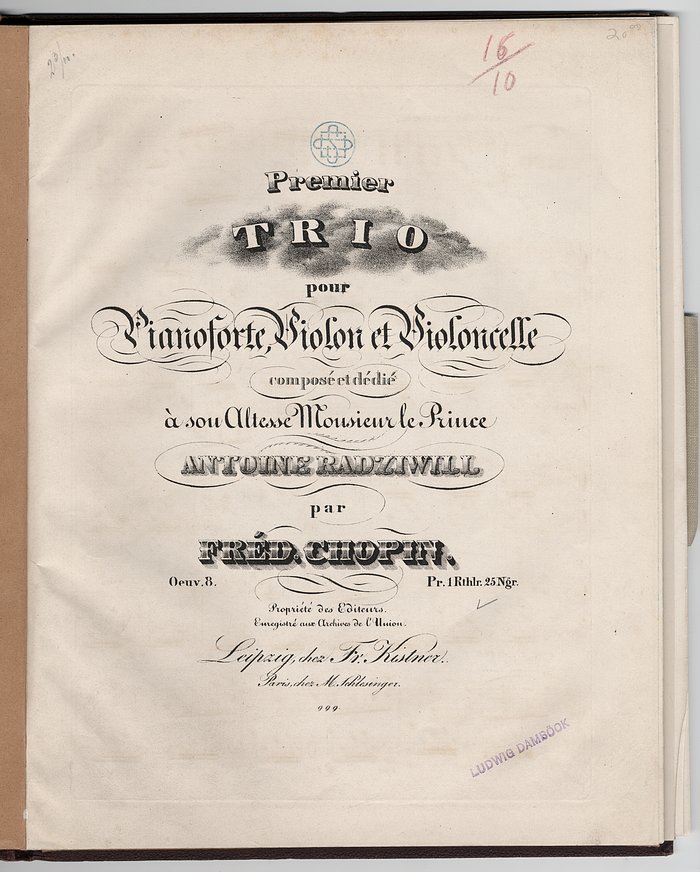 16
10
Premier
TRIO
pour
Pianoforte, Violon et Violoncelle
composé et dédié
à son Altesse Monsieur le Prince
ANTOINE RADZIWILL
par
FRÉD. CHOPIN.
Oeuv. 8. Pr. 1 Rthlr. 25 Ngr.
Propriété des Editeurs.
Enregistré aux Archives de l'Union.
Leipzig, chez Fr. Kistner.
Paris, chez M. Schlesinger.
999
LUDWIG DAMBÖOK